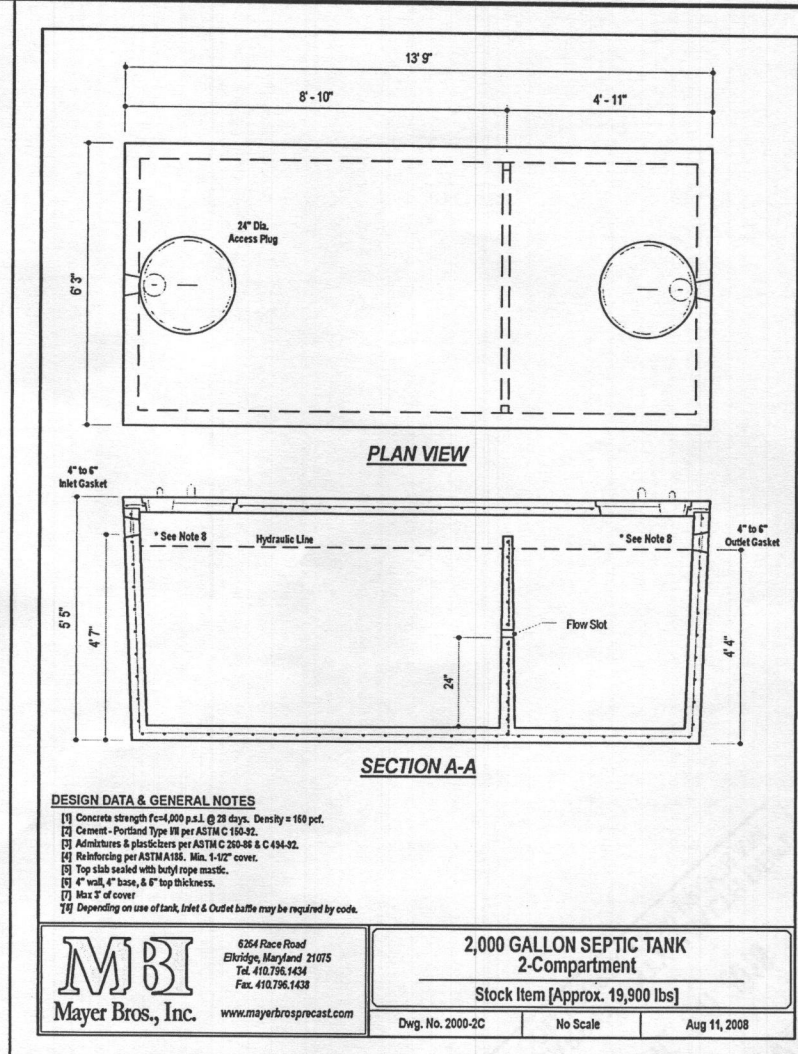 13' 9"
8' - 10"
4' - 11"
24" Dia.
Access Plug
6' 3"
PLAN VIEW
4" to 6"
Inlet Gasket
* See Note 8
Hydraulic Line
* See Note 8
4" to 6"
Outlet Gasket
5' 5"
4' 7"
Flow Slot
24"
4' 4"
SECTION A-A
DESIGN DATA & GENERAL NOTES
[1] Concrete strength f'c=4,000 p.s.i. @ 28 days. Density = 150 pcf.
[2] Cement - Portland Type I/II per ASTM C 150-92.
[3] Admixtures & plasticizers per ASTM C 260-86 & C 494-92.
[4] Reinforcing per ASTM A185. Min. 1-1/2" cover.
[5] Top slab sealed with butyl rope mastic.
[6] 4" wall, 4" base, & 6" top thickness.
[7] Max 3' of cover
*[8] Depending on use of tank, Inlet & Outlet baffle may be required by code.
MBI
Mayer Bros., Inc.
6264 Race Road
Elkridge, Maryland 21075
Tel. 410.796.1434
Fax. 410.796.1438
www.mayerbrosprecast.com
2,000 GALLON SEPTIC TANK
2-Compartment
Stock Item [Approx. 19,900 lbs]
Dwg. No. 2000-2C
No Scale
Aug 11, 2008